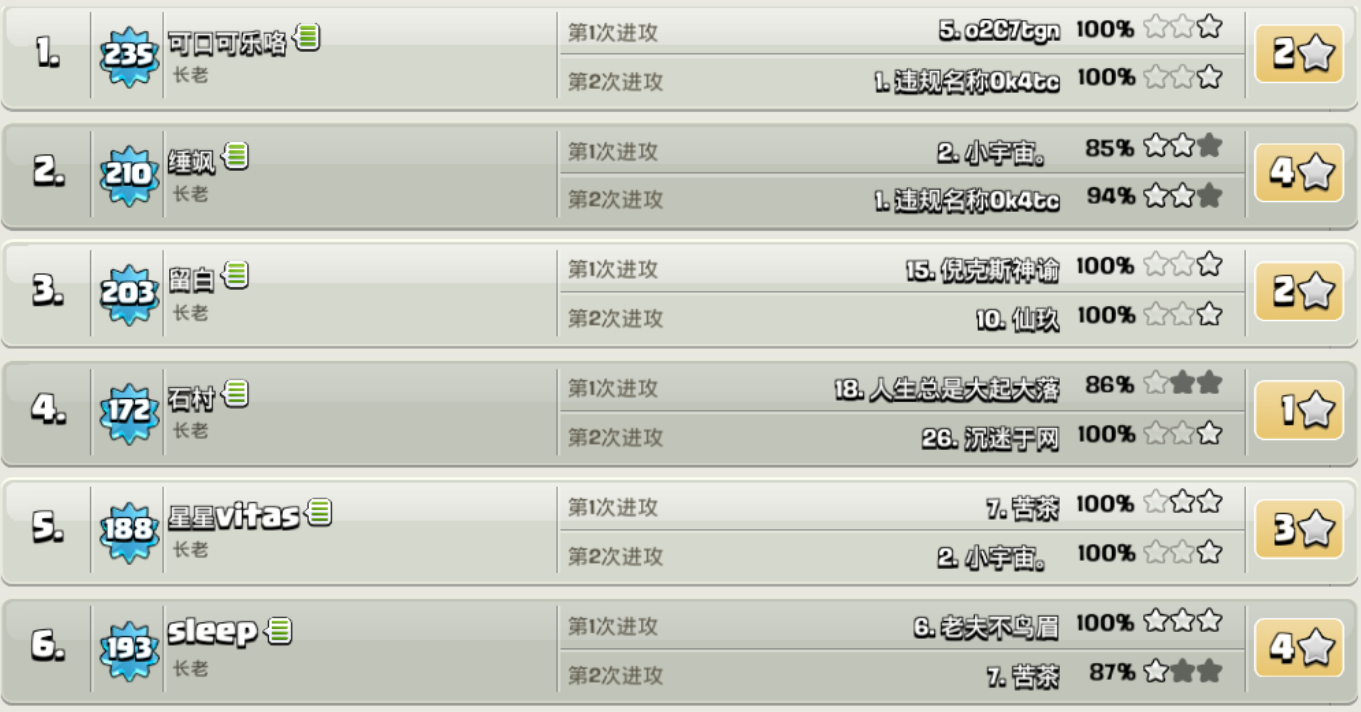 1.
235
可口可乐咯
长老
第1次进攻
5. o2C7tgn 100%
第2次进攻
1. 违规名称0k4tc 100%
2
2.
210
缍飒
长老
第1次进攻
2. 小宇宙。 85%
第2次进攻
1. 违规名称0k4tc 94%
4
3.
203
留白
长老
第1次进攻
15. 倪克斯神谕 100%
第2次进攻
10. 仙玖 100%
2
4.
172
石村
长老
第1次进攻
18. 人生总是大起大落 86%
第2次进攻
26. 沉迷于网 100%
1
5.
188
星星vitas
长老
第1次进攻
7. 苦茶 100%
第2次进攻
2. 小宇宙。 100%
3
6.
193
sleep
长老
第1次进攻
6. 老夫不鸟眉 100%
第2次进攻
7. 苦茶 87%
4